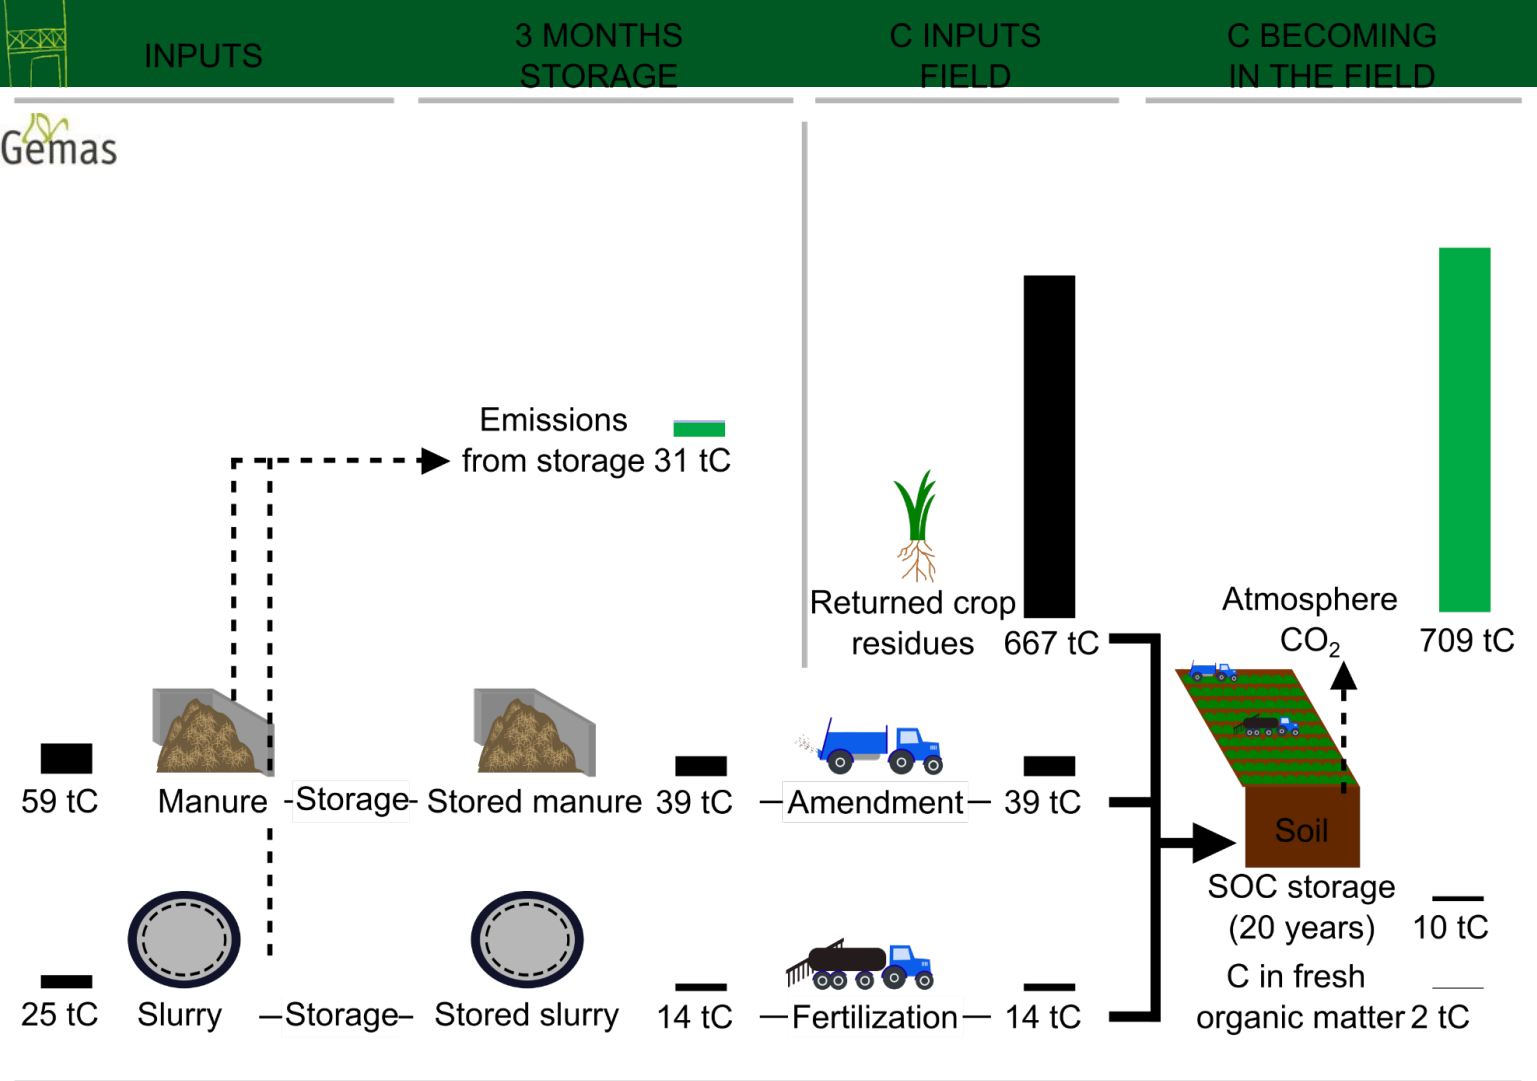 INPUTS
3 MONTHS
STORAGE
C INPUTS
FIELD
C BECOMING
IN THE FIELD
Gemas
Emissions
from storage 31 tC
Returned crop
residues 667 tC
Atmosphere
CO₂ 709 tC
59 tC Manure -Storage- Stored manure 39 tC –Amendment– 39 tC
Soil
SOC storage
(20 years) 10 tC
C in fresh
organic matter 2 tC
25 tC Slurry –Storage– Stored slurry 14 tC –Fertilization– 14 tC